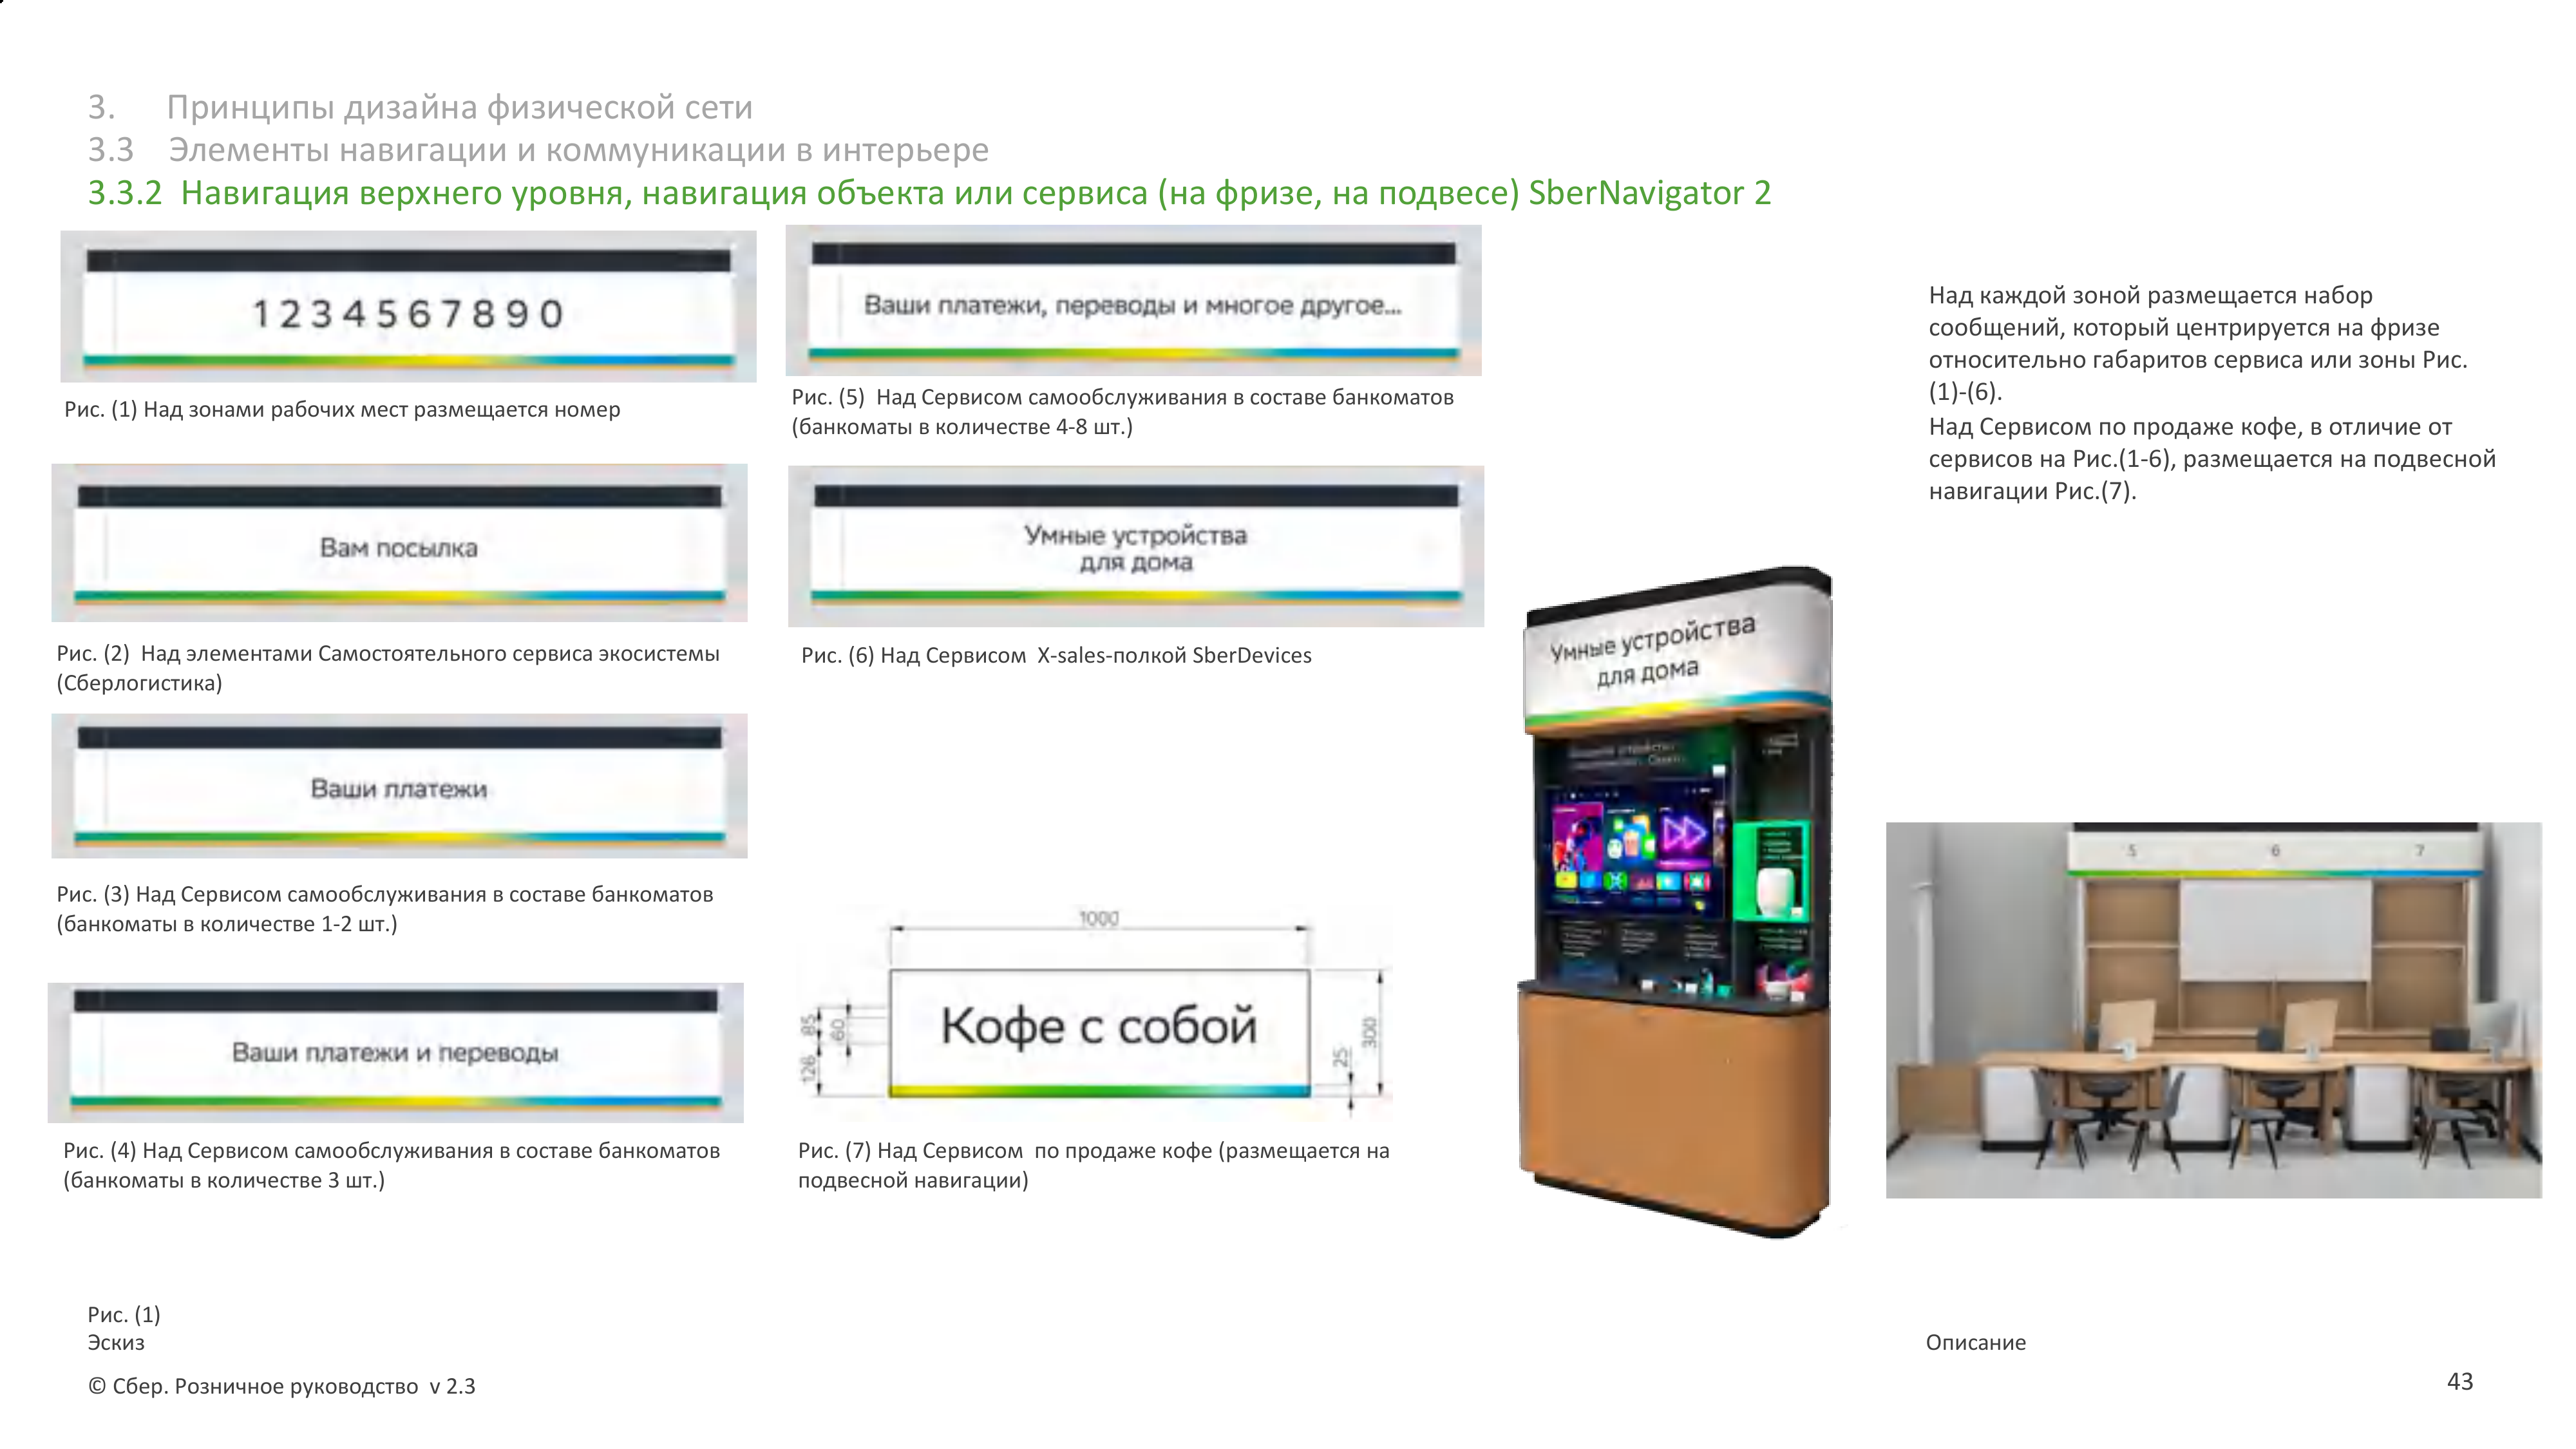 3. Принципы дизайна физической сети
3.3 Элементы навигации и коммуникации в интерьере
3.3.2 Навигация верхнего уровня, навигация объекта или сервиса (на фризе, на подвесе) SberNavigator 2
1 2 3 4 5 6 7 8 9 0
Рис. (1) Над зонами рабочих мест размещается номер
Вам посылка
Рис. (2) Над элементами Самостоятельного сервиса экосистемы
(Сберлогистика)
Ваши платежи
Рис. (3) Над Сервисом самообслуживания в составе банкоматов
(банкоматы в количестве 1-2 шт.)
Ваши платежи и переводы
Рис. (4) Над Сервисом самообслуживания в составе банкоматов
(банкоматы в количестве 3 шт.)
Ваши платежи, переводы и многое другое...
Рис. (5) Над Сервисом самообслуживания в составе банкоматов
(банкоматы в количестве 4-8 шт.)
Умные устройства
для дома
Рис. (6) Над Сервисом X-sales-полкой SberDevices
1000
85
60
126
Кофе с собой
25
300
Рис. (7) Над Сервисом по продаже кофе (размещается на
подвесной навигации)
Умные устройства
для дома
Над каждой зоной размещается набор
сообщений, который центрируется на фризе
относительно габаритов сервиса или зоны Рис.
(1)-(6).
Над Сервисом по продаже кофе, в отличие от
сервисов на Рис.(1-6), размещается на подвесной
навигации Рис.(7).
5 6 7
Рис. (1)
Эскиз
Описание
© Сбер. Розничное руководство v 2.3
43